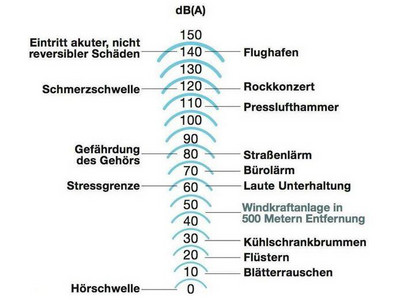 dB(A)
150
Eintritt akuter, nicht
reversibler Schäden
140
Flughafen
130
Schmerzschwelle
120
Rockkonzert
110
Presslufthammer
100
90
Gefährdung
des Gehörs
80
Straßenlärm
70
Bürolärm
Stressgrenze
60
Laute Unterhaltung
50
Windkraftanlage in
500 Metern Entfernung
40
30
Kühlschrankbrummen
20
Flüstern
10
Blätterrauschen
Hörschwelle
0